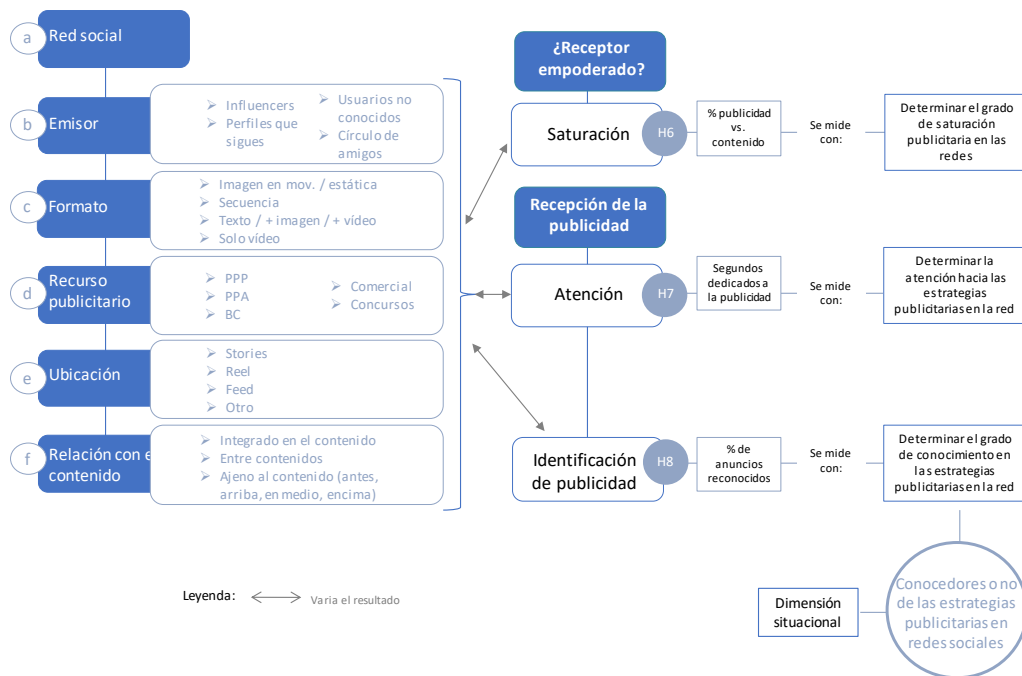 a
Red social
b
Emisor
Influencers
Perfiles que
sigues
Usuarios no
conocidos
Círculo de
amigos
c
Formato
Imagen en mov. / estática
Secuencia
Texto / + imagen / + vídeo
Solo vídeo
d
Recurso
publicitario
PPP
PPA
BC
Comercial
Concursos
e
Ubicación
Stories
Reel
Feed
Otro
f
Relación con e
contenido
Integrado en el contenido
Entre contenidos
Ajeno al contenido (antes,
arriba, en medio, encima)
¿Receptor
empoderado?
Saturación
H6
% publicidad
vs.
contenido
Se mide
con:
Determinar el grado
de saturación
publicitaria en las
redes
Recepción de la
publicidad
Atención
H7
Segundos
dedicados a
la publicidad
Se mide
con:
Determinar la
atención hacia las
estrategias
publicitarias en la red
Identificación
de publicidad
H8
% de
anuncios
reconocidos
Se mide
con:
Determinar el grado
de conocimiento en
las estrategias
publicitarias en la red
Leyenda:
Varia el resultado
Dimensión
situacional
Conocedores o no
de las estrategias
publicitarias en
redes sociales